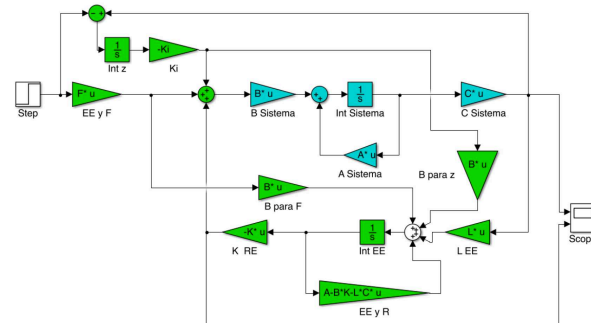 1
s
Int z
-Ki
Ki
Step
F* u
EE y F
B* u
B Sistema
1
s
Int Sistema
C* u
C Sistema
A* u
A Sistema
B para z
B* u
B* u
B para F
-K* u
K RE
1
s
Int EE
L* u
L EE
Scop
A-B*K-L*C* u
EE y R